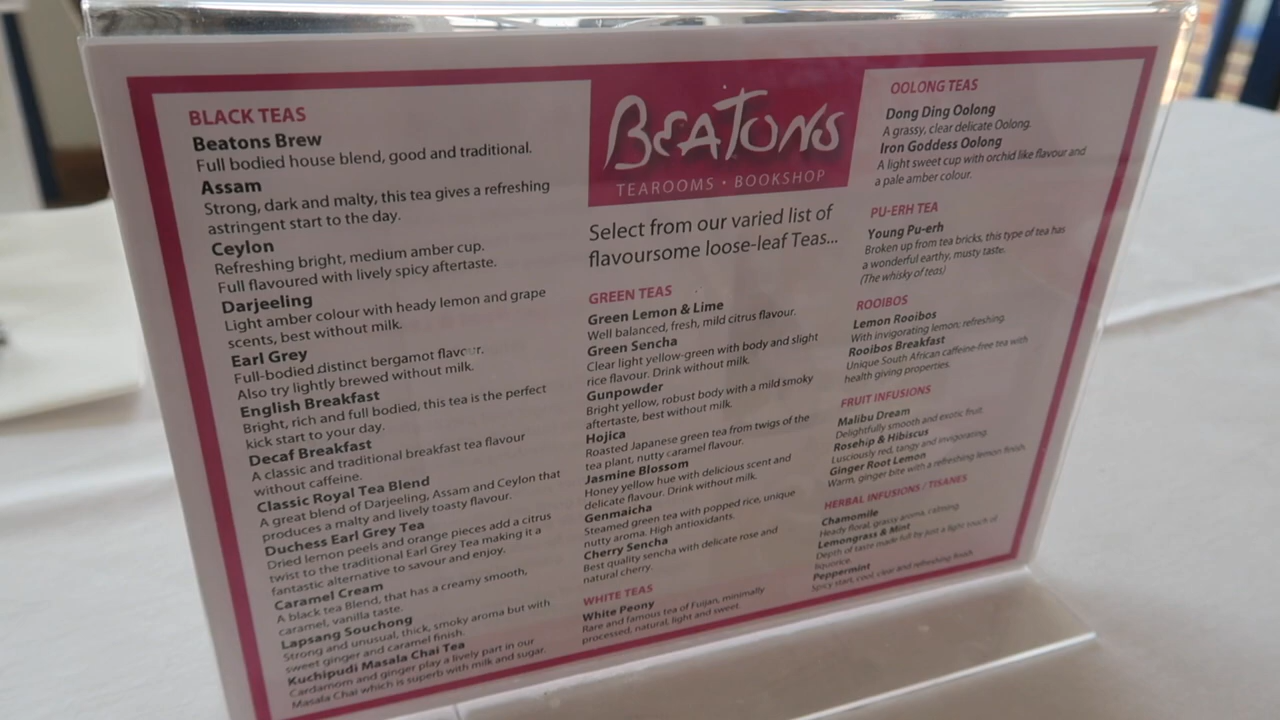 BLACK TEAS
Beatons Brew
Full bodied house blend, good and traditional.
Assam
Strong, dark and malty, this tea gives a refreshing
astringent start to the day.
Ceylon
Refreshing bright, medium amber cup.
Full flavoured with lively spicy aftertaste.
Darjeeling
Light amber colour with heady lemon and grape
scents, best without milk.
Earl Grey
Full-bodied distinct bergamot flavour.
Also try lightly brewed without milk.
English Breakfast
Bright, rich and full bodied, this tea is the perfect
kick start to your day.
Decaf Breakfast
A classic and traditional breakfast tea flavour
without caffeine.
Classic Royal Tea Blend
A great blend of Darjeeling, Assam and Ceylon that
produces a malty and lively toasty flavour.
Duchess Earl Grey Tea
Dried lemon peels and orange pieces add a citrus
twist to the traditional Earl Grey Tea making it a
fantastic alternative to savour and enjoy.
Caramel Cream
A black tea Blend, that has a creamy smooth,
caramel, vanilla taste.
Lapsang Souchong
Strong and unusual, thick, smoky aroma but with
sweet ginger and caramel finish.
Kuchipudi Masala Chai Tea
Cardamom and ginger play a lively part in our
Masala Chai which is superb with milk and sugar.
BEATONS
TEAROOMS • BOOKSHOP
Select from our varied list of
flavoursome loose-leaf Teas...
GREEN TEAS
Green Lemon & Lime
Well balanced, fresh, mild citrus flavour.
Green Sencha
Clear light yellow-green with body and slight
rice flavour. Drink without milk.
Gunpowder
Bright yellow, robust body with a mild smoky
aftertaste, best without milk.
Hojica
Roasted Japanese green tea from twigs of the
tea plant, nutty caramel flavour.
Jasmine Blossom
Honey yellow hue with delicious scent and
delicate flavour. Drink without milk.
Genmaicha
Steamed green tea with popped rice, unique
nutty aroma. High antioxidants.
Cherry Sencha
Best quality sencha with delicate rose and
natural cherry.
WHITE TEAS
White Peony
Rare and famous tea of Fuijan, minimally
processed, natural, light and sweet
OOLONG TEAS
Dong Ding Oolong
A grassy, clear delicate Oolong.
Iron Goddess Oolong
A light sweet cup with orchid like flavour and
a pale amber colour.
PU-ERH TEA
Young Pu-erh
Broken up from tea bricks, this type of tea has
a wonderful earthy, musty taste.
(The whisky of teas)
ROOIBOS
Lemon Rooibos
With invigorating lemon; refreshing.
Rooibos Breakfast
Unique South African caffeine-free tea with
health giving properties.
FRUIT INFUSIONS
Malibu Dream
Delightfully smooth and exotic fruit.
Rosehip & Hibiscus
Lusciously red, tangy and invigorating.
Ginger Root Lemon
Warm, ginger bite with a refreshing lemon finish.
HERBAL INFUSIONS / TISANES
Chamomile
Heady floral, grassy aroma, calming.
Lemongrass & Mint
Depth of taste made full by just a light touch of
liquorice.
Peppermint
Spicy start, cool, clear and refreshing finish.